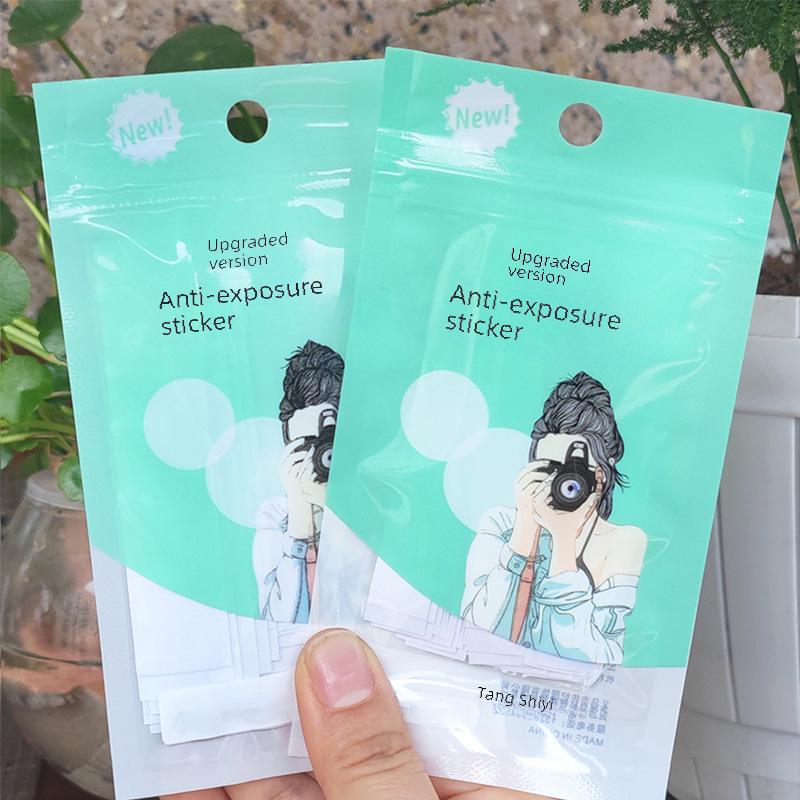 New!
Upgraded
version
Anti-exposure
sticker
New!
Upgraded
version
Anti-exposure
sticker
Tang Shiyi
MADE IN CHINA